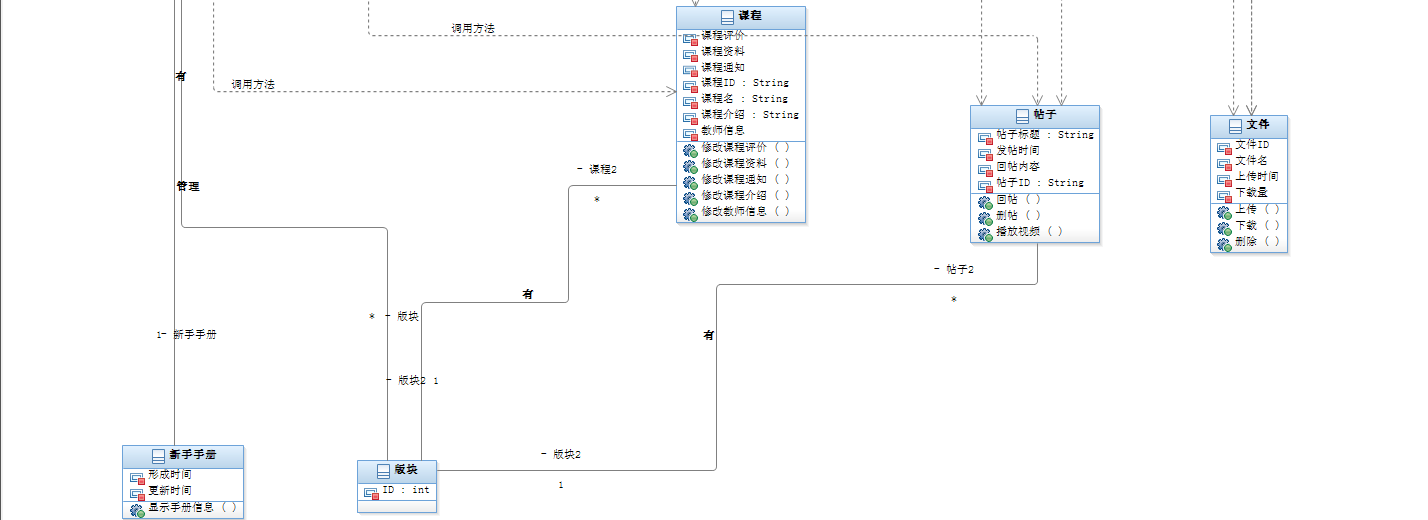 调用方法
有
调用方法
管理
1- 新手手册
课程
课程评价
课程资料
课程通知
课程ID : String
课程名 : String
课程介绍 : String
教师信息
修改课程评价 ( )
修改课程资料 ( )
修改课程通知 ( )
修改课程介绍 ( )
修改教师信息 ( )
帖子
帖子标题 : String
发帖时间
回帖内容
帖子ID : String
回帖 ( )
删帖 ( )
播放视频 ( )
文件
文件ID
文件名
上传时间
下载量
上传 ( )
下载 ( )
删除 ( )
- 课程2
*
有
- 帖子2
*
有
* - 版块
- 版块2 1
- 版块2
1
新手手册
形成时间
更新时间
显示手册信息 ( )
版块
ID : int